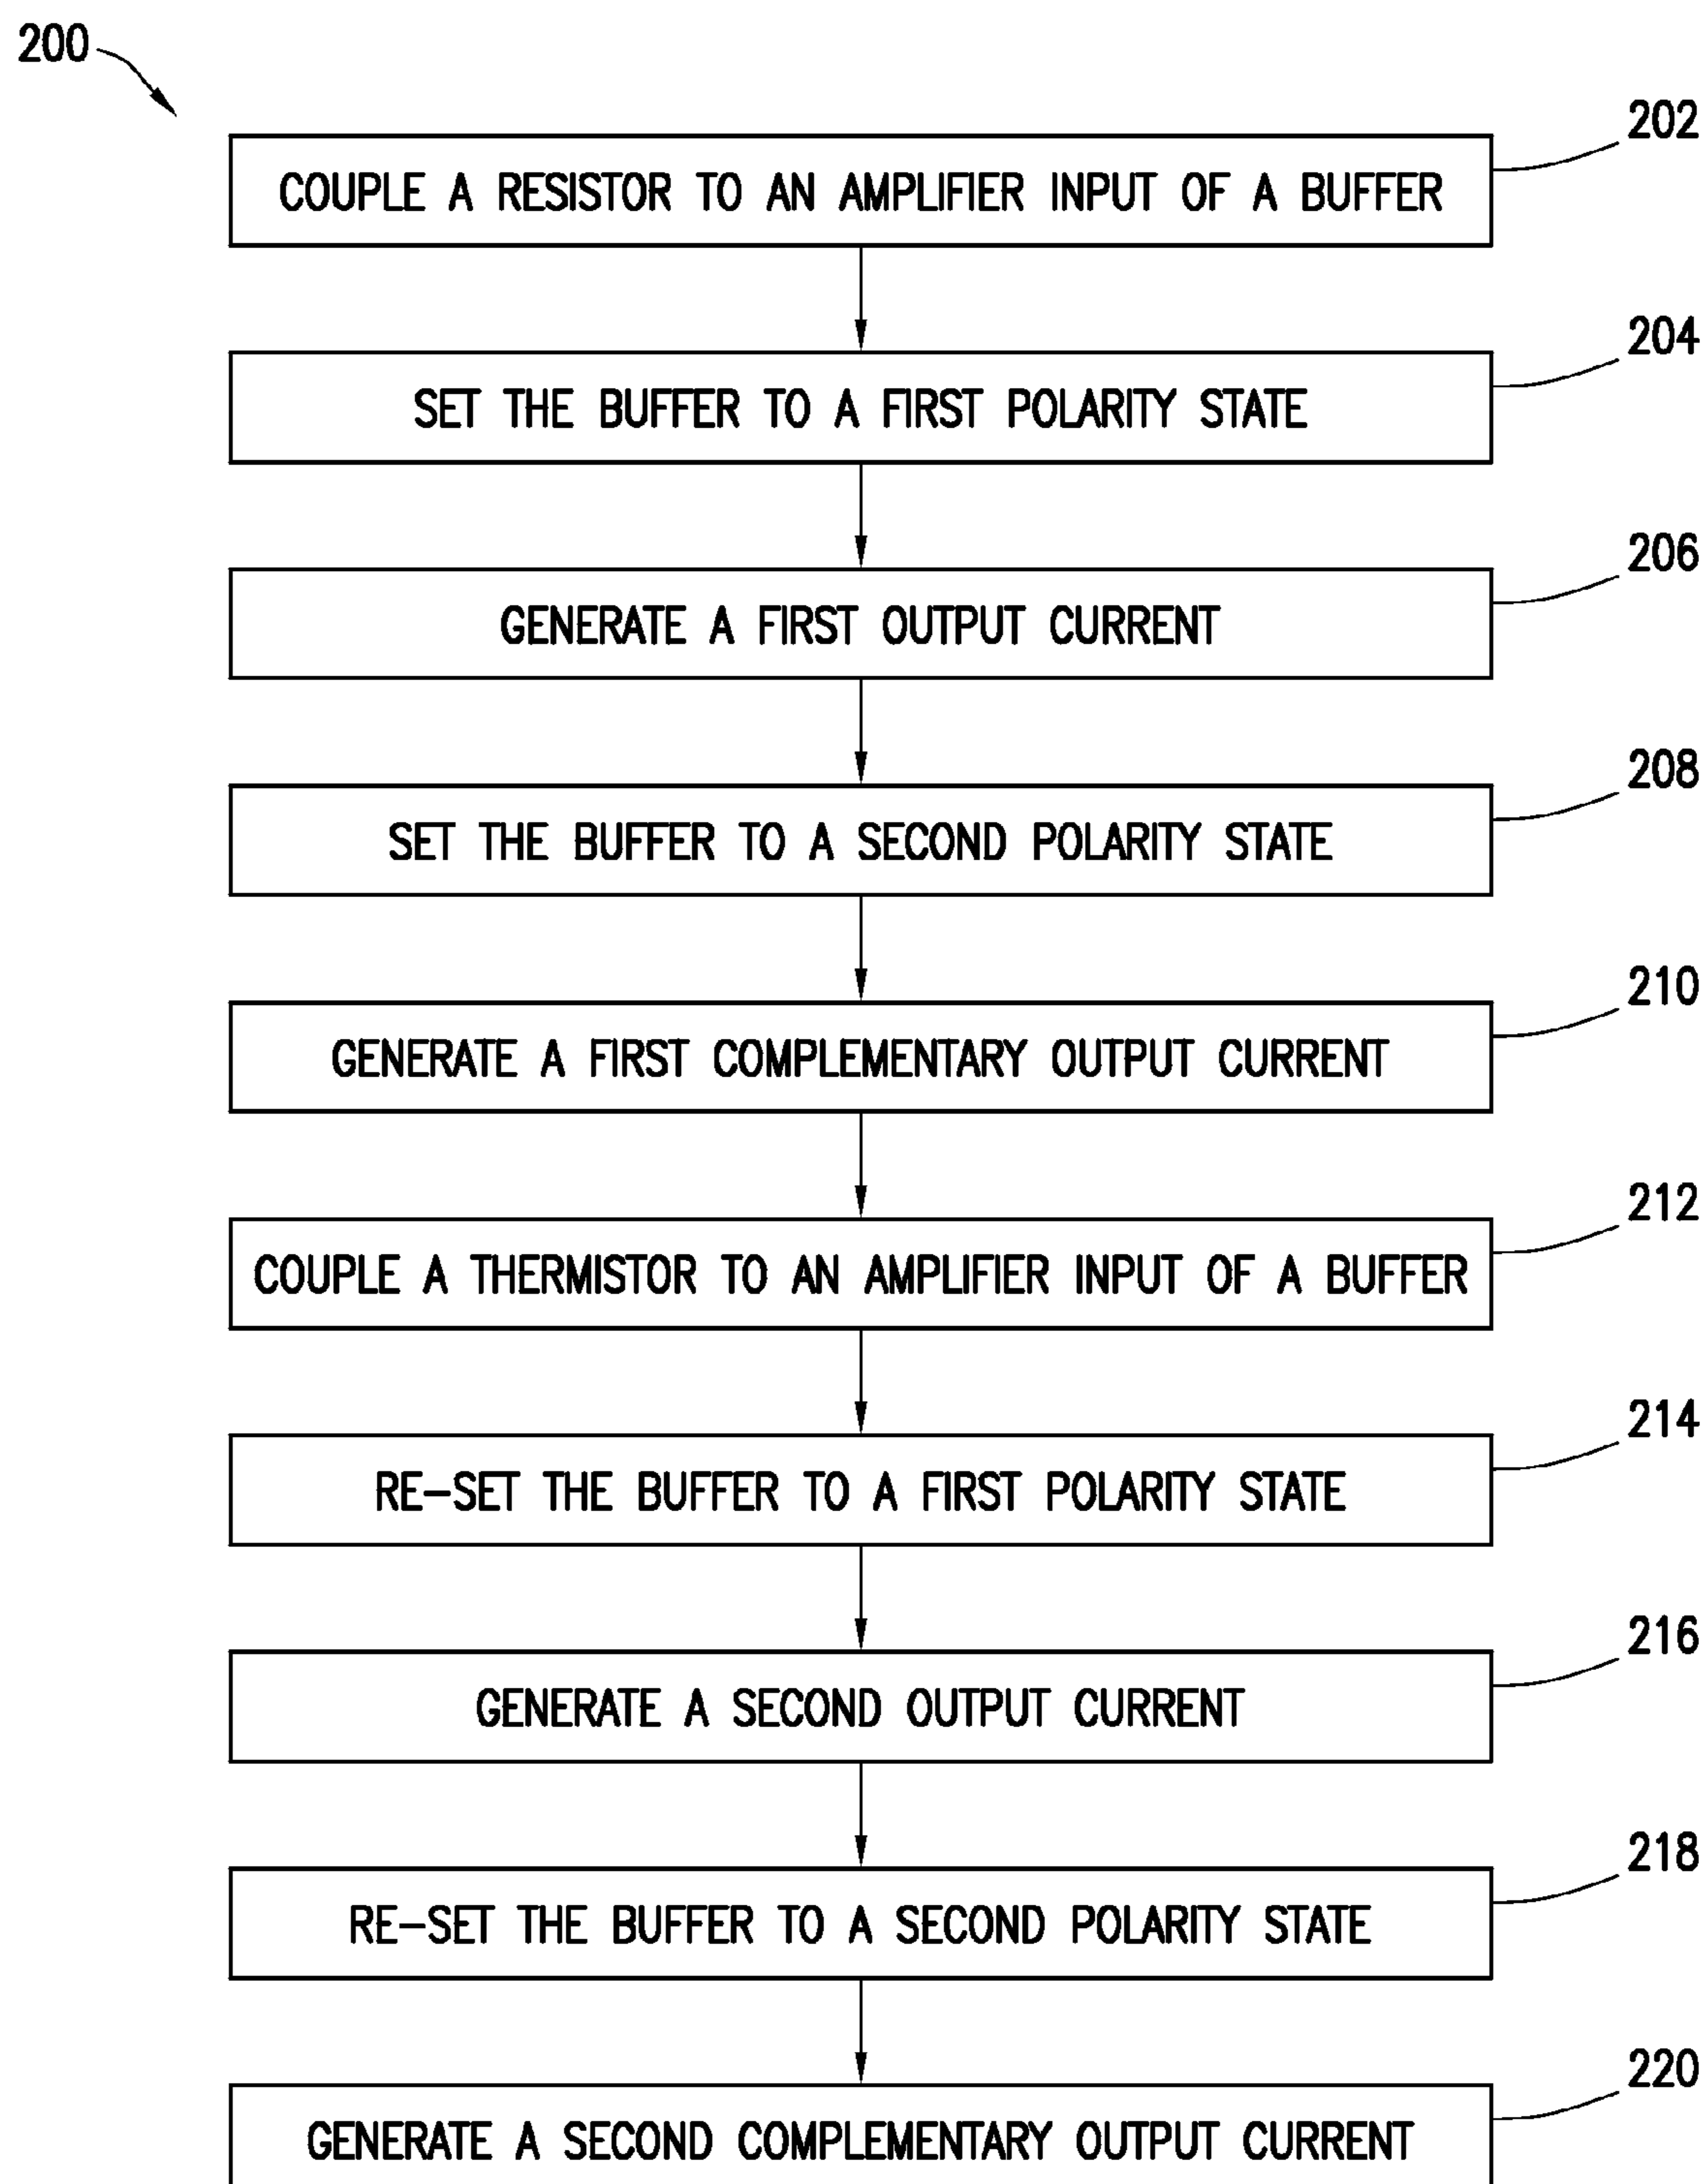 200
202
COUPLE A RESISTOR TO AN AMPLIFIER INPUT OF A BUFFER
204
SET THE BUFFER TO A FIRST POLARITY STATE
206
GENERATE A FIRST OUTPUT CURRENT
208
SET THE BUFFER TO A SECOND POLARITY STATE
210
GENERATE A FIRST COMPLEMENTARY OUTPUT CURRENT
212
COUPLE A THERMISTOR TO AN AMPLIFIER INPUT OF A BUFFER
214
RE-SET THE BUFFER TO A FIRST POLARITY STATE
216
GENERATE A SECOND OUTPUT CURRENT
218
RE-SET THE BUFFER TO A SECOND POLARITY STATE
220
GENERATE A SECOND COMPLEMENTARY OUTPUT CURRENT